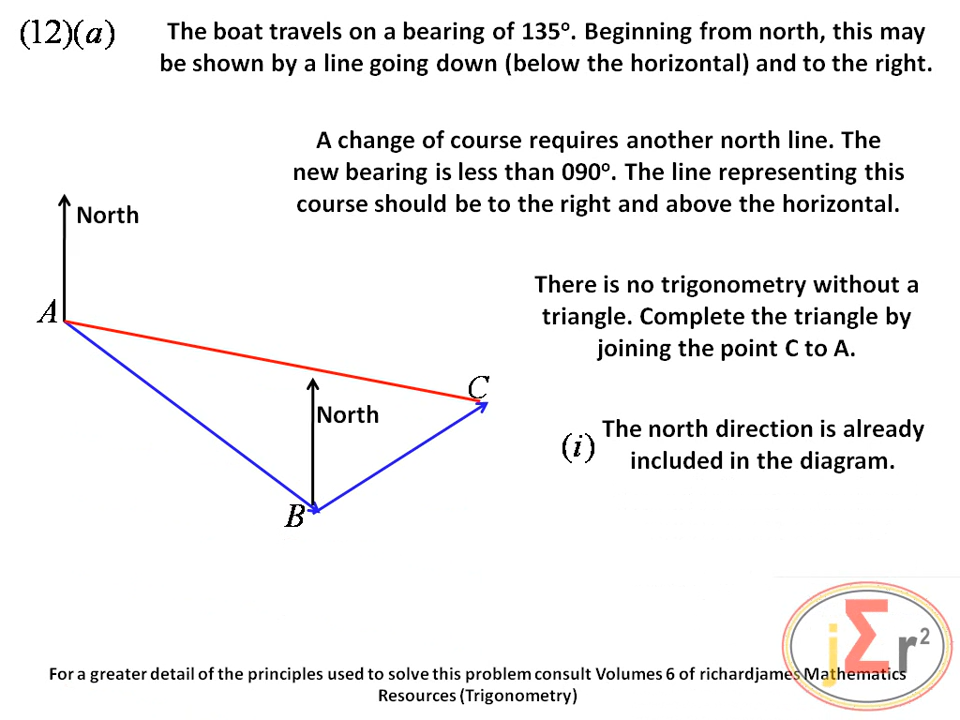 (12)(a)
The boat travels on a bearing of 135º. Beginning from north, this may
be shown by a line going down (below the horizontal) and to the right.
A change of course requires another north line. The
new bearing is less than 090º. The line representing this
course should be to the right and above the horizontal.
North
There is no trigonometry without a
triangle. Complete the triangle by
joining the point C to A.
A
C
North
(i)
The north direction is already
included in the diagram.
B
jΣr²
For a greater detail of the principles used to solve this problem consult Volumes 6 of richardjames Mathematics
Resources (Trigonometry)